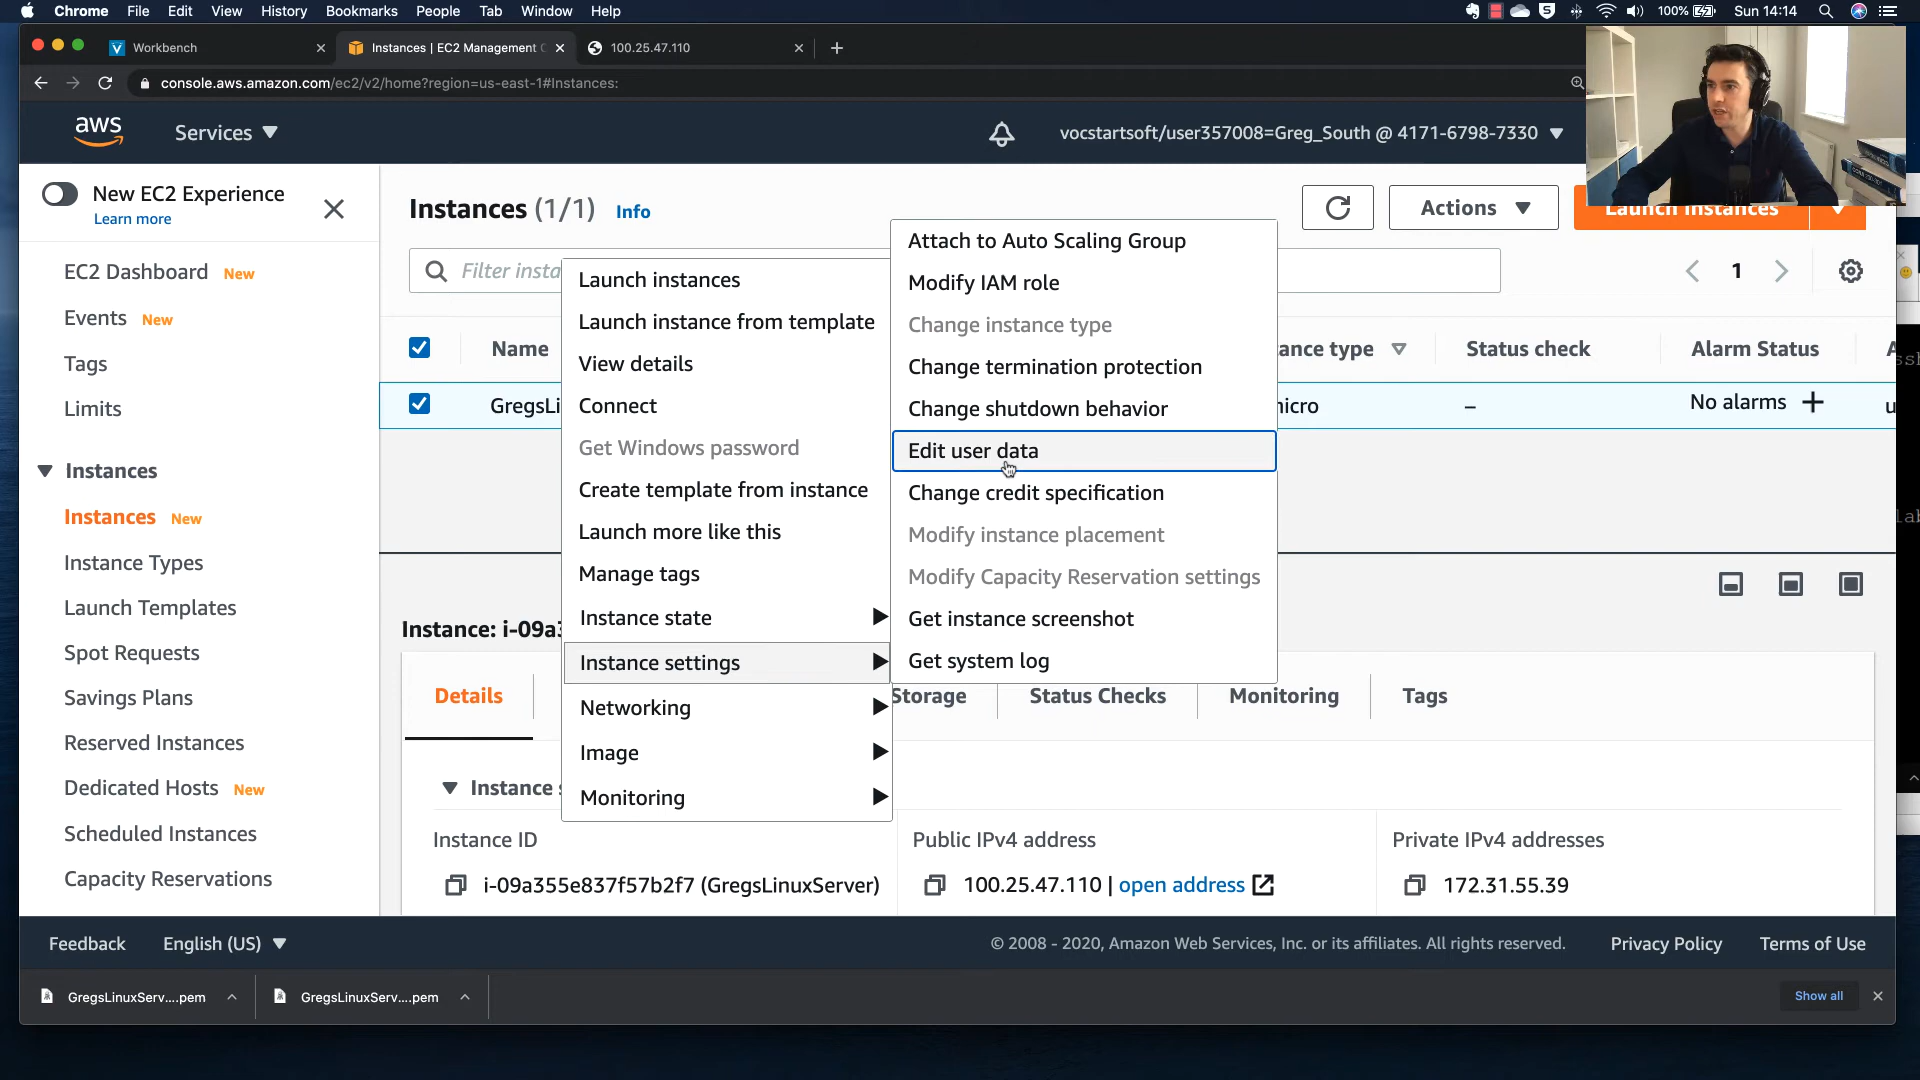 Chrome File Edit View History Bookmarks People Tab Window Help
100% Sun 14:14
Workbench
Instances | EC2 Management C
100.25.47.110
console.aws.amazon.com/ec2/v2/home?region=us-east-1#Instances:
aws
Services
vocstartsoft/user357008=Greg_South @ 4171-6798-7330
New EC2 Experience
Learn more
EC2 Dashboard New
Events New
Tags
Limits
Instances
Instances New
Instance Types
Launch Templates
Spot Requests
Savings Plans
Reserved Instances
Dedicated Hosts New
Scheduled Instances
Capacity Reservations
Instances (1/1) Info
Actions
Launch Instances
Filter insta
1
Name
ance type
Status check
Alarm Status
GregsLi
micro
–
No alarms
Launch instances
Launch instance from template
View details
Connect
Get Windows password
Create template from instance
Launch more like this
Manage tags
Instance state
Instance settings
Networking
Image
Monitoring
Attach to Auto Scaling Group
Modify IAM role
Change instance type
Change termination protection
Change shutdown behavior
Edit user data
Change credit specification
Modify instance placement
Modify Capacity Reservation settings
Get instance screenshot
Get system log
Instance: i-09a3
Details
Storage
Status Checks
Monitoring
Tags
Instance s
Instance ID
i-09a355e837f57b2f7 (GregsLinuxServer)
Public IPv4 address
100.25.47.110 | open address
Private IPv4 addresses
172.31.55.39
Feedback
English (US)
© 2008 - 2020, Amazon Web Services, Inc. or its affiliates. All rights reserved.
Privacy Policy
Terms of Use
GregsLinuxServ....pem
GregsLinuxServ....pem
Show all